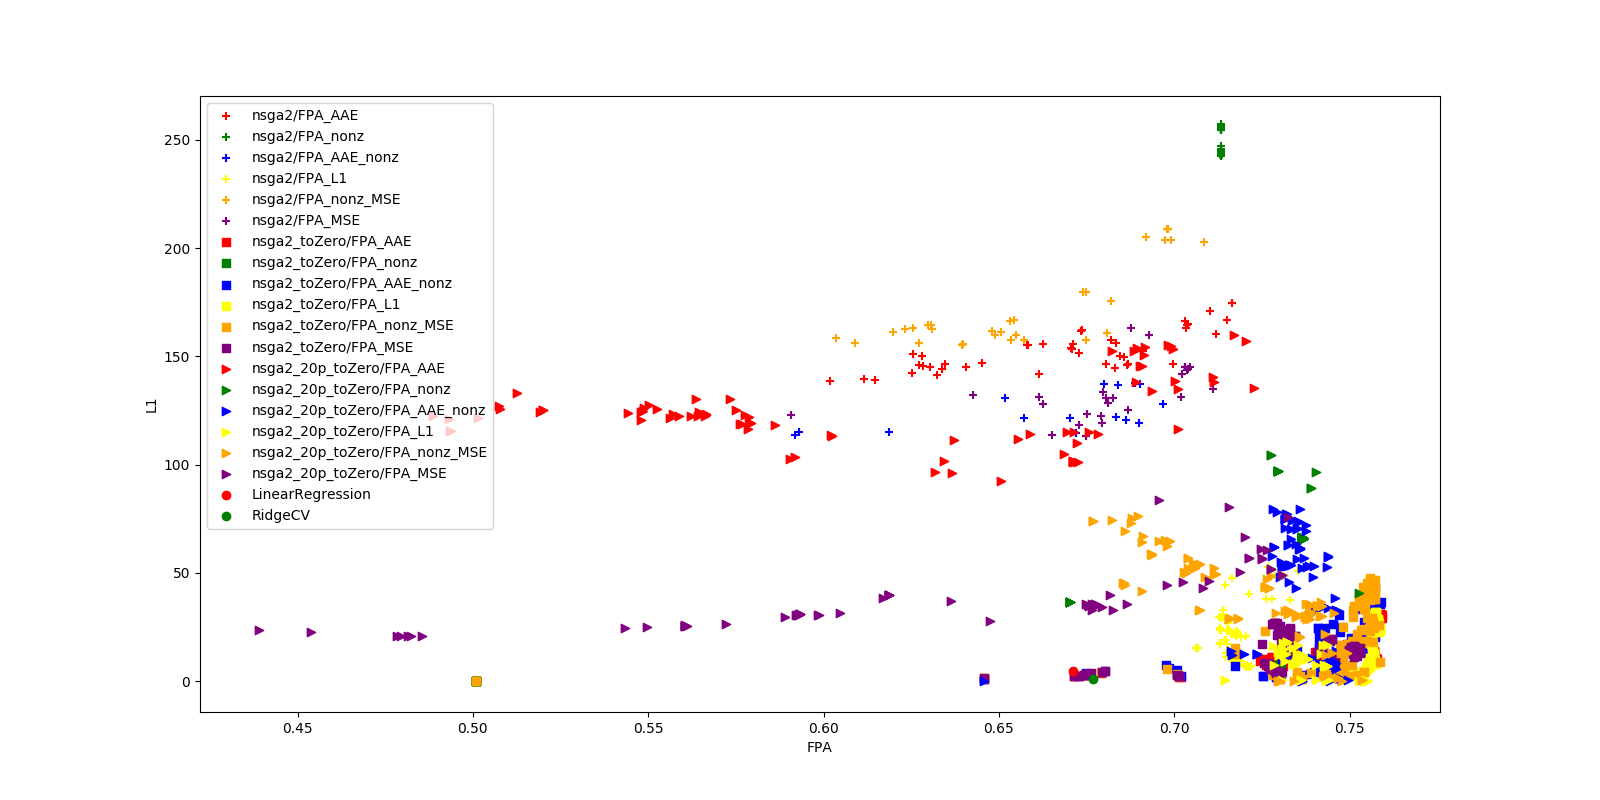 nsga2/FPA_AAE
nsga2/FPA_nonz
nsga2/FPA_AAE_nonz
nsga2/FPA_L1
nsga2/FPA_nonz_MSE
nsga2/FPA_MSE
nsga2_toZero/FPA_AAE
nsga2_toZero/FPA_nonz
nsga2_toZero/FPA_AAE_nonz
nsga2_toZero/FPA_L1
nsga2_toZero/FPA_nonz_MSE
nsga2_toZero/FPA_MSE
nsga2_20p_toZero/FPA_AAE
nsga2_20p_toZero/FPA_nonz
nsga2_20p_toZero/FPA_AAE_nonz
nsga2_20p_toZero/FPA_L1
nsga2_20p_toZero/FPA_nonz_MSE
nsga2_20p_toZero/FPA_MSE
LinearRegression
RidgeCV
250
200
150
100
50
0
L1
0.45 0.50 0.55 0.60 0.65 0.70 0.75
FPA